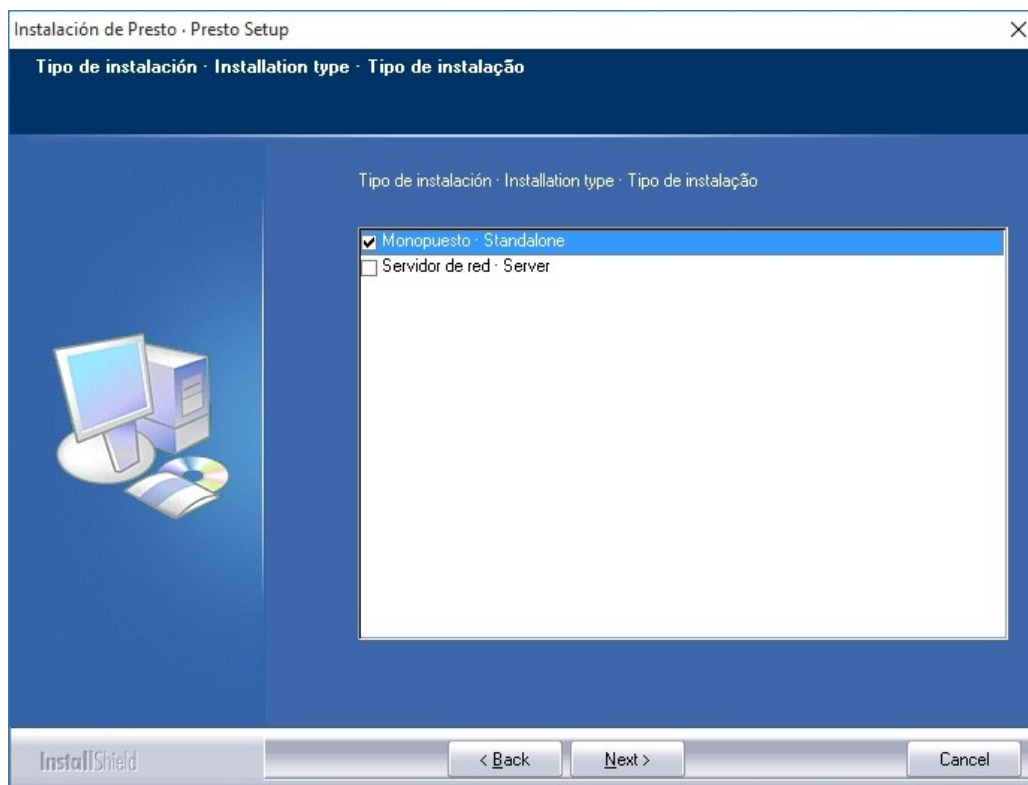 Instalación de Presto · Presto Setup
Tipo de instalación · Installation type · Tipo de instalação
Tipo de instalación · Installation type · Tipo de instalação
Monopuesto · Standalone
Servidor de red · Server
InstallShield
< Back
Next >
Cancel